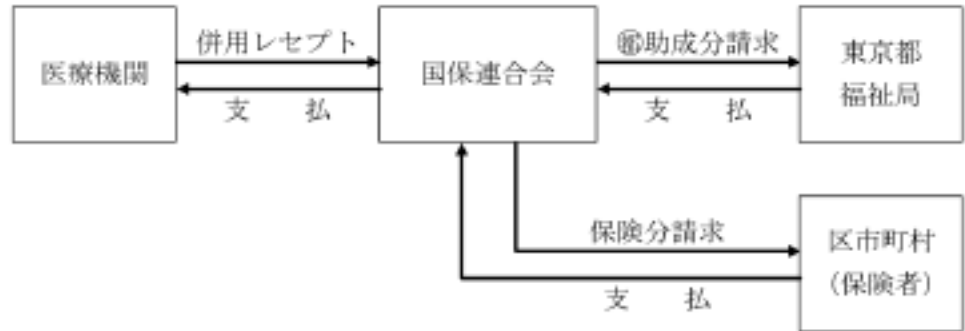 医療機関
併用レセプト
支　　払
国保連合会
㊞助成分請求
支　　払
東京都
福祉局
保険分請求
支　　払
区市町村
（保険者）